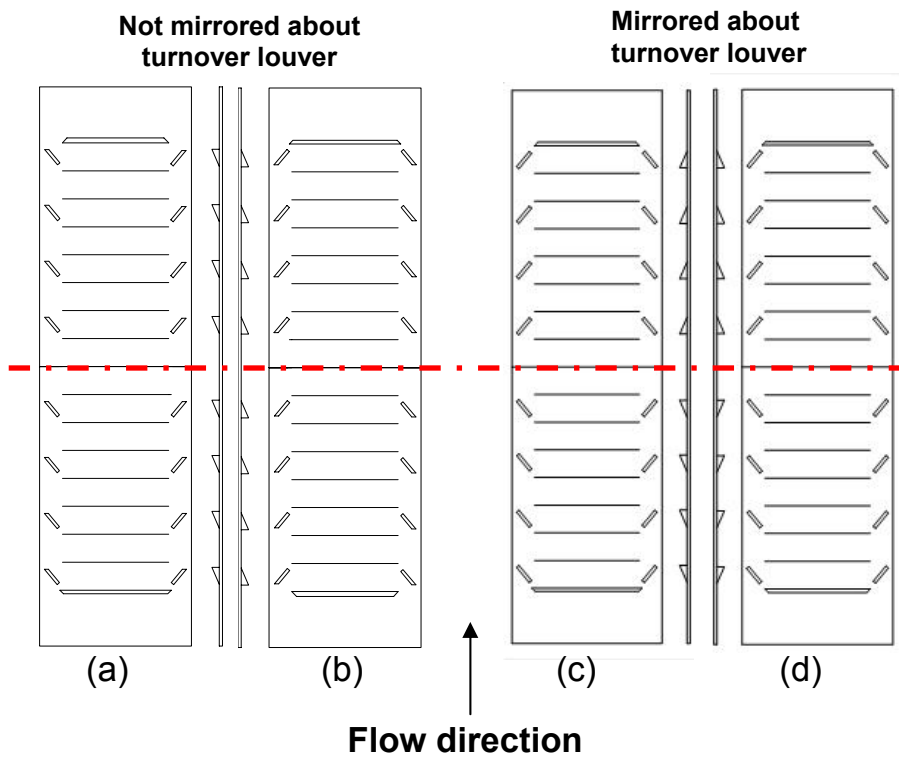 Not mirrored about
turnover louver
Mirrored about
turnover louver
(a)
(b)
(c)
(d)
Flow direction